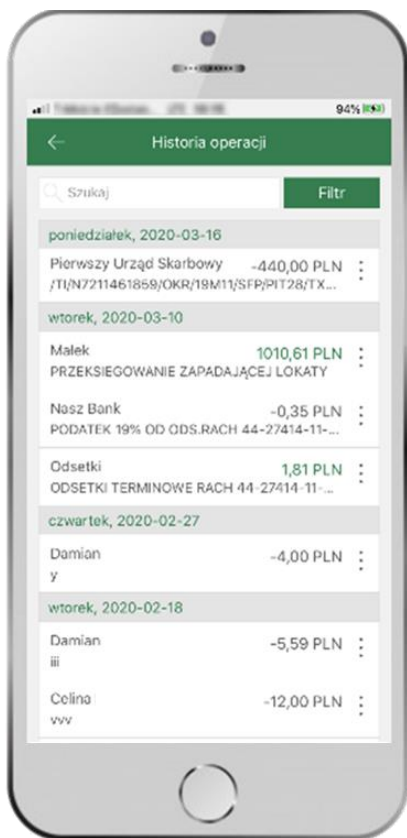 94%
Historia operacji
Szukaj
Filtr
poniedziałek, 2020-03-16
Pierwszy Urząd Skarbowy -440,00 PLN
/TI/N7211461859/OKR/19M11/SFP/PIT28/TX...
wtorek, 2020-03-10
Małek 1010,61 PLN
PRZEKSIEGOWANIE ZAPADAJĄCEJ LOKATY
Nasz Bank -0,35 PLN
PODATEK 19% OD ODS.RACH 44-27414-11-...
Odsetki 1,81 PLN
ODSETKI TERMINOWE RACH 44-27414-11-...
czwartek, 2020-02-27
Damian -4,00 PLN
y
wtorek, 2020-02-18
Damian -5,59 PLN
iii
Celina -12,00 PLN
vvv